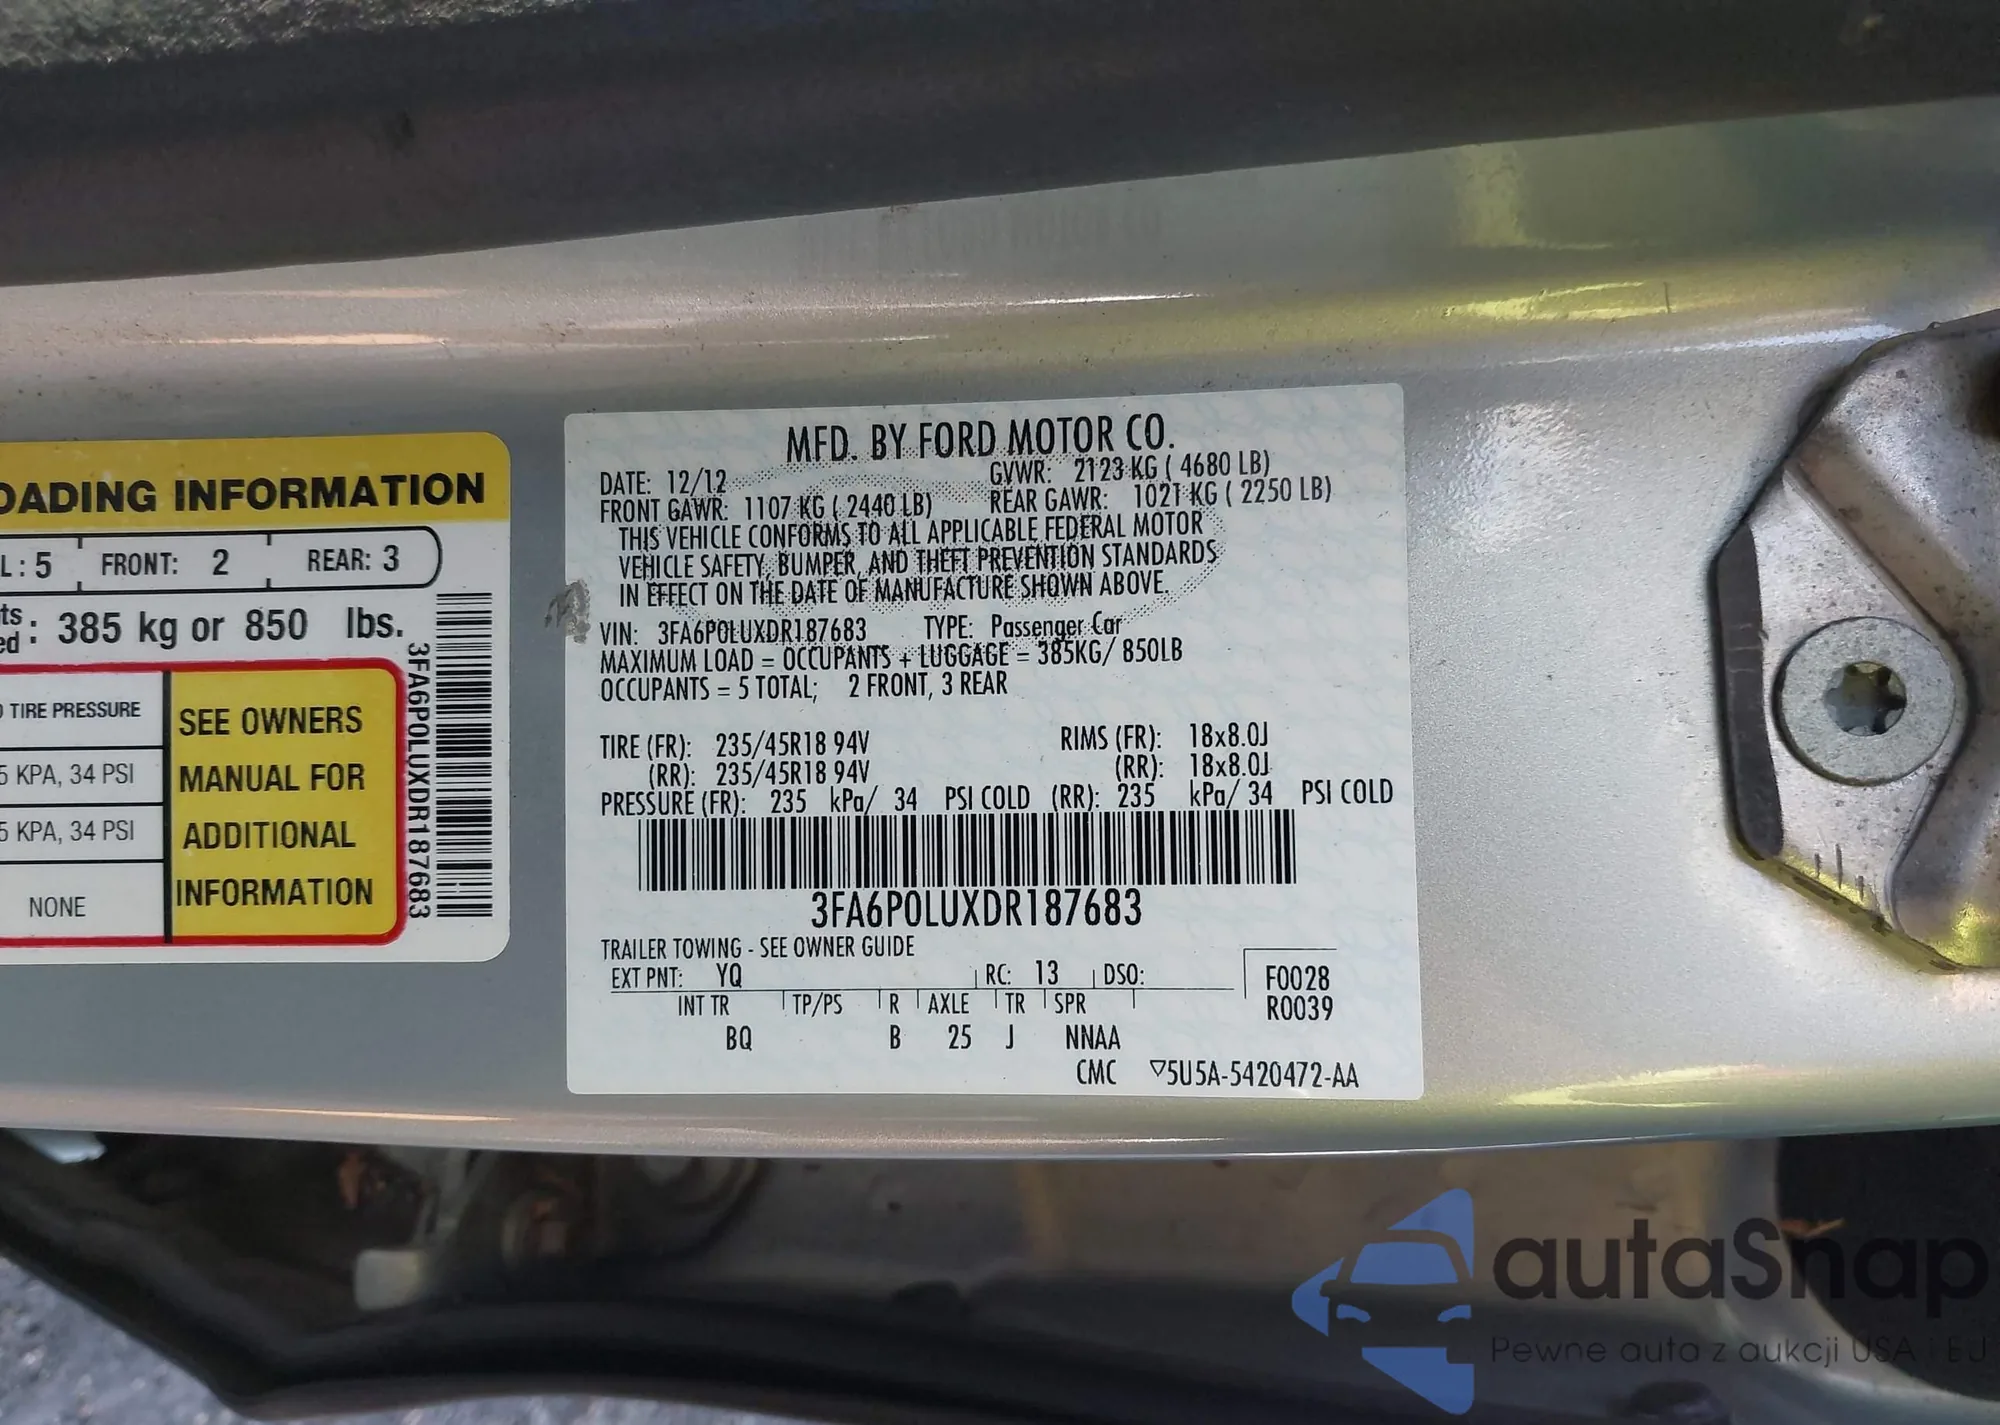 OADING INFORMATION
L: 5 FRONT: 2 REAR: 3
385 kg or 850 lbs.
TIRE PRESSURE
5 KPA, 34 PSI
5 KPA, 34 PSI
NONE
SEE OWNERS
MANUAL FOR
ADDITIONAL
INFORMATION
3FA6P0LUXDR187683
MFD. BY FORD MOTOR CO.
DATE: 12/12 GVWR: 2123 KG ( 4680 LB)
FRONT GAWR: 1107 KG ( 2440 LB) REAR GAWR: 1021 KG ( 2250 LB)
THIS VEHICLE CONFORMS TO ALL APPLICABLE FEDERAL MOTOR
VEHICLE SAFETY, BUMPER, AND THEFT PREVENTION STANDARDS
IN EFFECT ON THE DATE OF MANUFACTURE SHOWN ABOVE.
VIN: 3FA6P0LUXDR187683 TYPE: Passenger Car
MAXIMUM LOAD = OCCUPANTS + LUGGAGE = 385KG/ 850LB
OCCUPANTS = 5 TOTAL; 2 FRONT, 3 REAR
TIRE (FR): 235/45R18 94V RIMS (FR): 18x8.0J
(RR): 235/45R18 94V (RR): 18x8.0J
PRESSURE (FR): 235 kPa/ 34 PSI COLD (RR): 235 kPa/ 34 PSI COLD
3FA6P0LUXDR187683
TRAILER TOWING - SEE OWNER GUIDE
EXT PNT: YQ RC: 13 DSO: F0028
INT TR TP/PS R AXLE TR SPR R0039
BQ B 25 J NNAA
CMC ▽5U5A-5420472-AA
autaSnap
Pewne auta z aukcji USA i EU